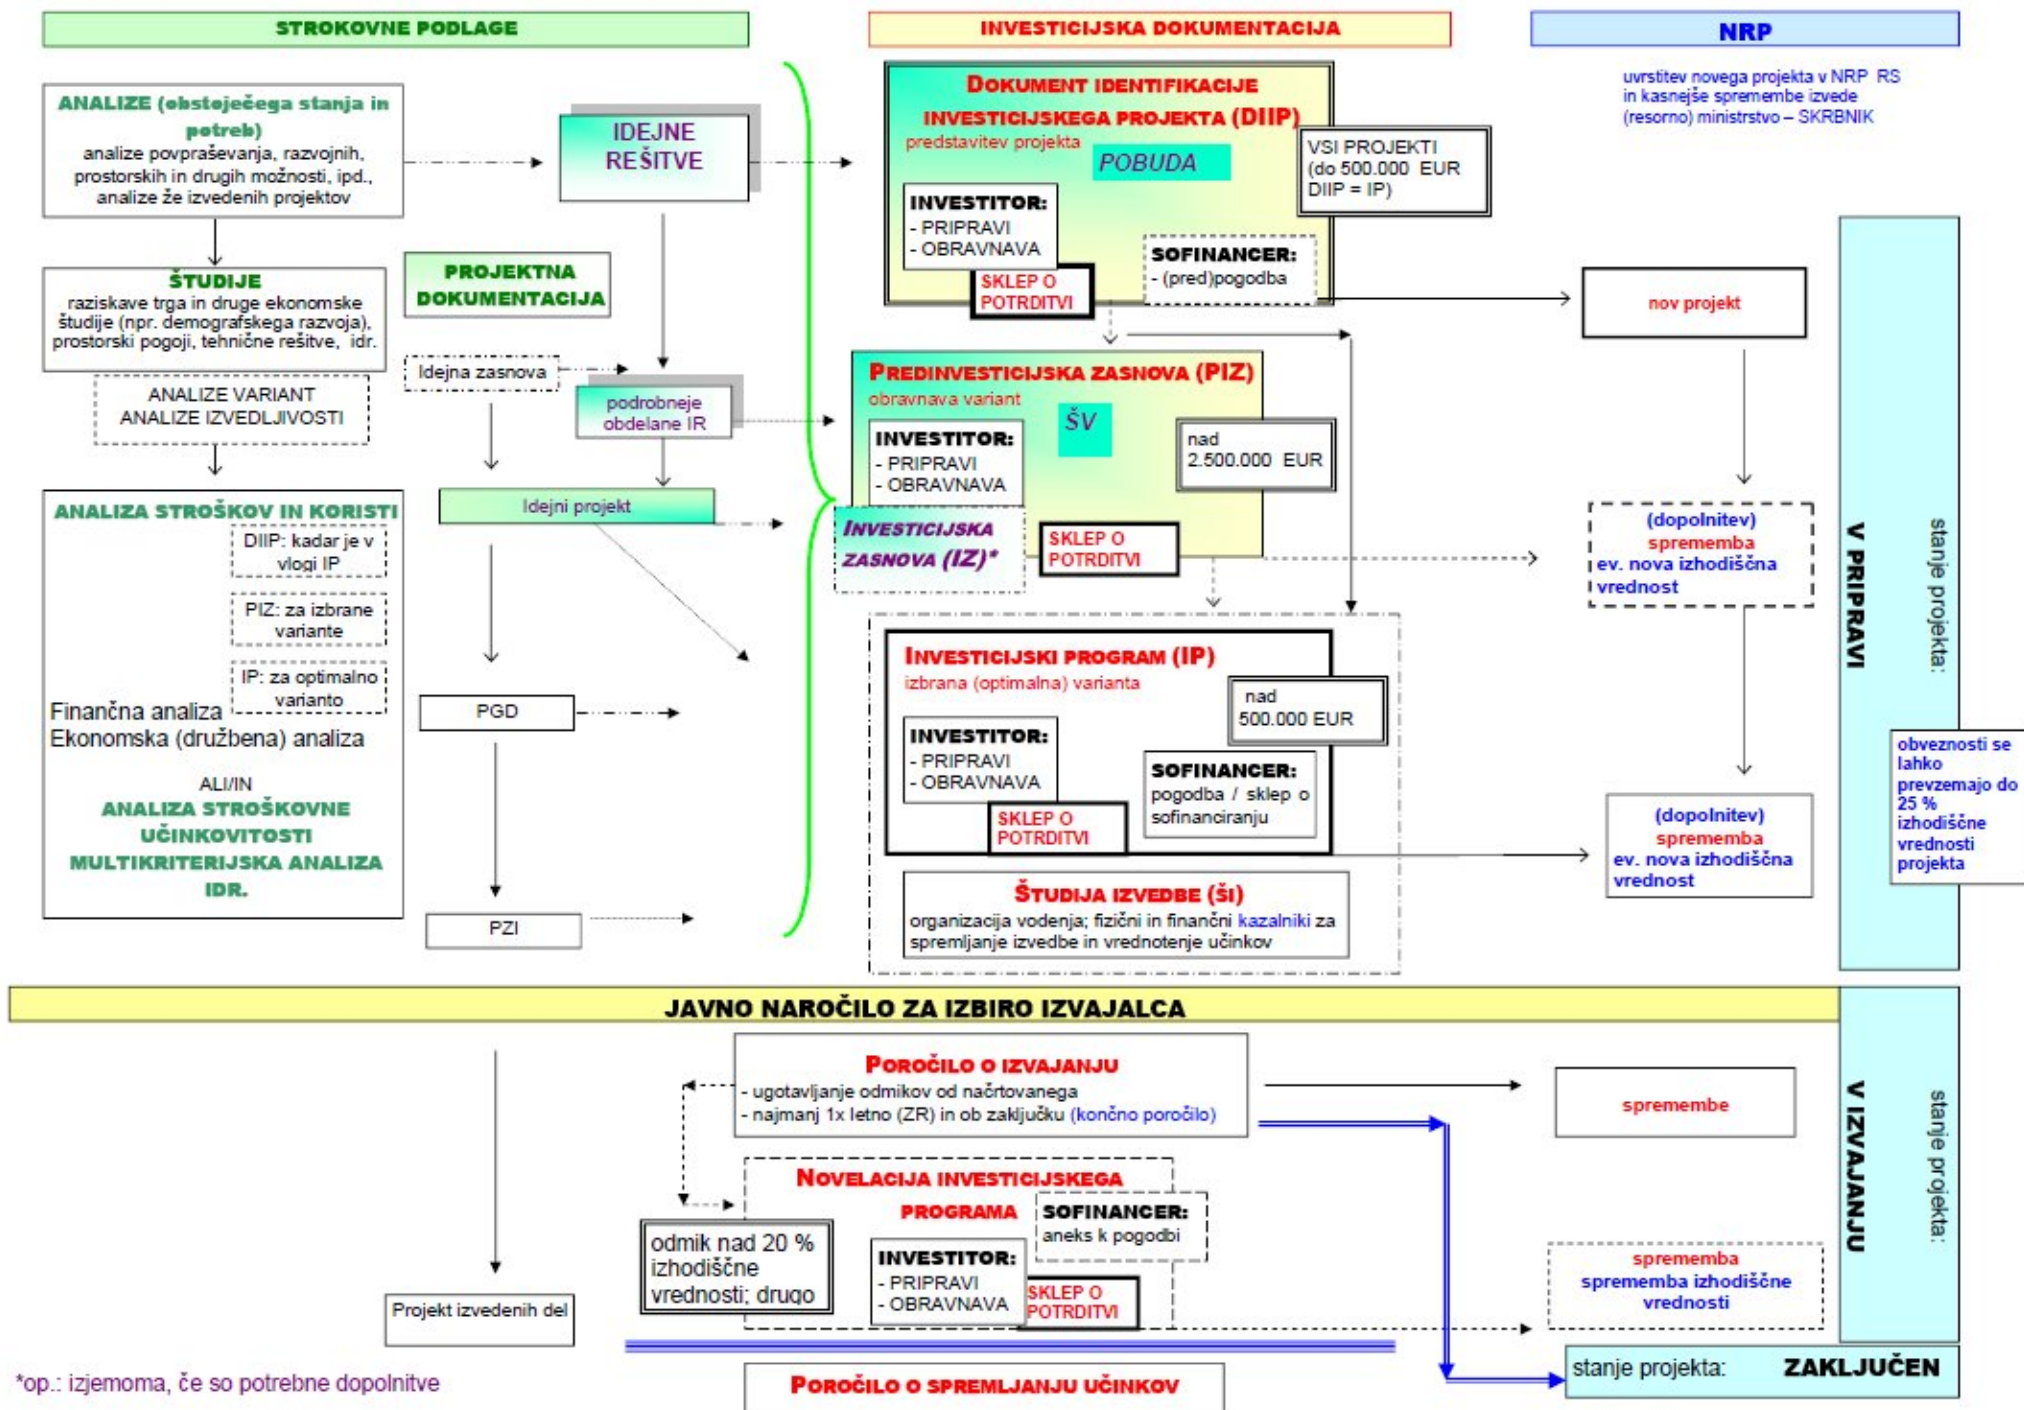 STROKOVNE PODLAGE
INVESTICIJSKA DOKUMENTACIJA
NRP
ANALIZE (obstoječega stanja in
potreb)
analize povpraševanja, razvojnih,
prostorskih in drugih možnosti, ipd.,
analize že izvedenih projektov
IDEJNE
REŠITVE
DOKUMENT IDENTIFIKACIJE
INVESTICIJSKEGA PROJEKTA (DIIP)
predstavitev projekta
POBUDA
VSI PROJEKTI
(do 500.000 EUR
DIIP = IP)
INVESTITOR:
- PRIPRAVI
- OBRAVNAVA
SKLEP O
POTRDITVI
SOFINANCER:
- (pred)pogodba
uvrstitev novega projekta v NRP RS
in kasnejše spremembe izvede
(resorno) ministrstvo – SKRBNIK
nov projekt
ŠTUDIJE
raziskave trga in druge ekonomske
študije (npr. demografskega razvoja),
prostorski pogoji, tehnične rešitve, idr.
ANALIZE VARIANT
ANALIZE IZVEDLJIVOSTI
PROJEKTNA
DOKUMENTACIJA
Idejna zasnova
podrobneje
obdelane IR
Idejni projekt
PREDINVESTICIJSKA ZASNOVA (PIZ)
obravnava variant
ŠV
INVESTITOR:
- PRIPRAVI
- OBRAVNAVA
nad
2.500.000 EUR
INVESTICIJSKA
ZASNOVA (IZ)*
SKLEP O
POTRDITVI
(dopolnitev)
sprememba
ev. nova izhodiščna
vrednost
ANALIZA STROŠKOV IN KORISTI
DIIP: kadar je v
vlogi IP
PIZ: za izbrane
variante
IP: za optimalno
varianto
Finančna analiza
Ekonomska (družbena) analiza
ALI/IN
ANALIZA STROŠKOVNE
UČINKOVITOSTI
MULTIKRITERIJSKA ANALIZA
IDR.
PGD
PZI
INVESTICIJSKI PROGRAM (IP)
izbrana (optimalna) varianta
nad
500.000 EUR
INVESTITOR:
- PRIPRAVI
- OBRAVNAVA
SKLEP O
POTRDITVI
SOFINANCER:
pogodba / sklep o
sofinanciranju
ŠTUDIJA IZVEDBE (ŠI)
organizacija vodenja; fizični in finančni kazalniki za
spremljanje izvedbe in vrednotenje učinkov
(dopolnitev)
sprememba
ev. nova izhodiščna
vrednost
stanje projekta:
V PRIPRAVI
obveznosti se
lahko
prevzemajo do
25 %
izhodiščne
vrednosti
projekta
JAVNO NAROČILO ZA IZBIRO IZVAJALCA
POROČILO O IZVAJANJU
- ugotavljanje odmikov od načrtovanega
- najmanj 1x letno (ZR) in ob zaključku (končno poročilo)
spremembe
NOVELACIJA INVESTICIJSKEGA
PROGRAMA
SOFINANCER:
aneks k pogodbi
odmik nad 20 %
izhodiščne
vrednosti; drugo
INVESTITOR:
- PRIPRAVI
- OBRAVNAVA
SKLEP O
POTRDITVI
sprememba
sprememba izhodiščne
vrednosti
stanje projekta:
V IZVAJANJU
Projekt izvedenih del
stanje projekta: ZAKLJUČEN
*op.: izjemoma, če so potrebne dopolnitve
POROČILO O SPREMLJANJU UČINKOV